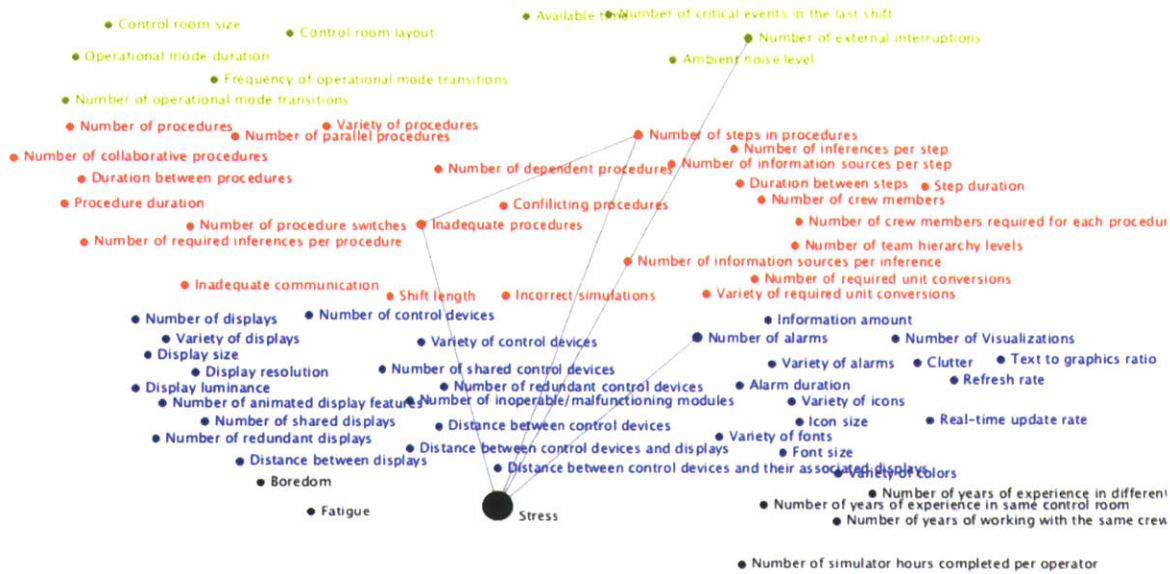 Control room size
Control room layout
Available time
Number of critical events in the last shift
Number of external interruptions
Operational mode duration
Ambient noise level
Frequency of operational mode transitions
Number of operational mode transitions
Number of procedures
Variety of procedures
Number of parallel procedures
Number of steps in procedures
Number of inferences per step
Number of collaborative procedures
Number of dependent procedures
Number of information sources per step
Duration between procedures
Duration between steps
Step duration
Procedure duration
Conflicting procedures
Number of crew members
Number of procedure switches
Inadequate procedures
Number of crew members required for each procedur
Number of required inferences per procedure
Number of team hierarchy levels
Number of information sources per inference
Inadequate communication
Number of required unit conversions
Shift length
Incorrect simulations
Variety of required unit conversions
Number of displays
Number of control devices
Information amount
Variety of displays
Variety of control devices
Number of alarms
Number of Visualizations
Display size
Number of shared control devices
Variety of alarms
Clutter
Text to graphics ratio
Display resolution
Refresh rate
Display luminance
Number of redundant control devices
Alarm duration
Number of animated display features
Number of inoperable/malfunctioning modules
Variety of icons
Number of shared displays
Distance between control devices
Icon size
Real-time update rate
Number of redundant displays
Variety of fonts
Distance between control devices and displays
Font size
Distance between displays
Distance between control devices and their associated displays
Variety of colors
Boredom
Number of years of experience in different
Fatigue
Stress
Number of years of experience in same control room
Number of years of working with the same crew
Number of simulator hours completed per operator